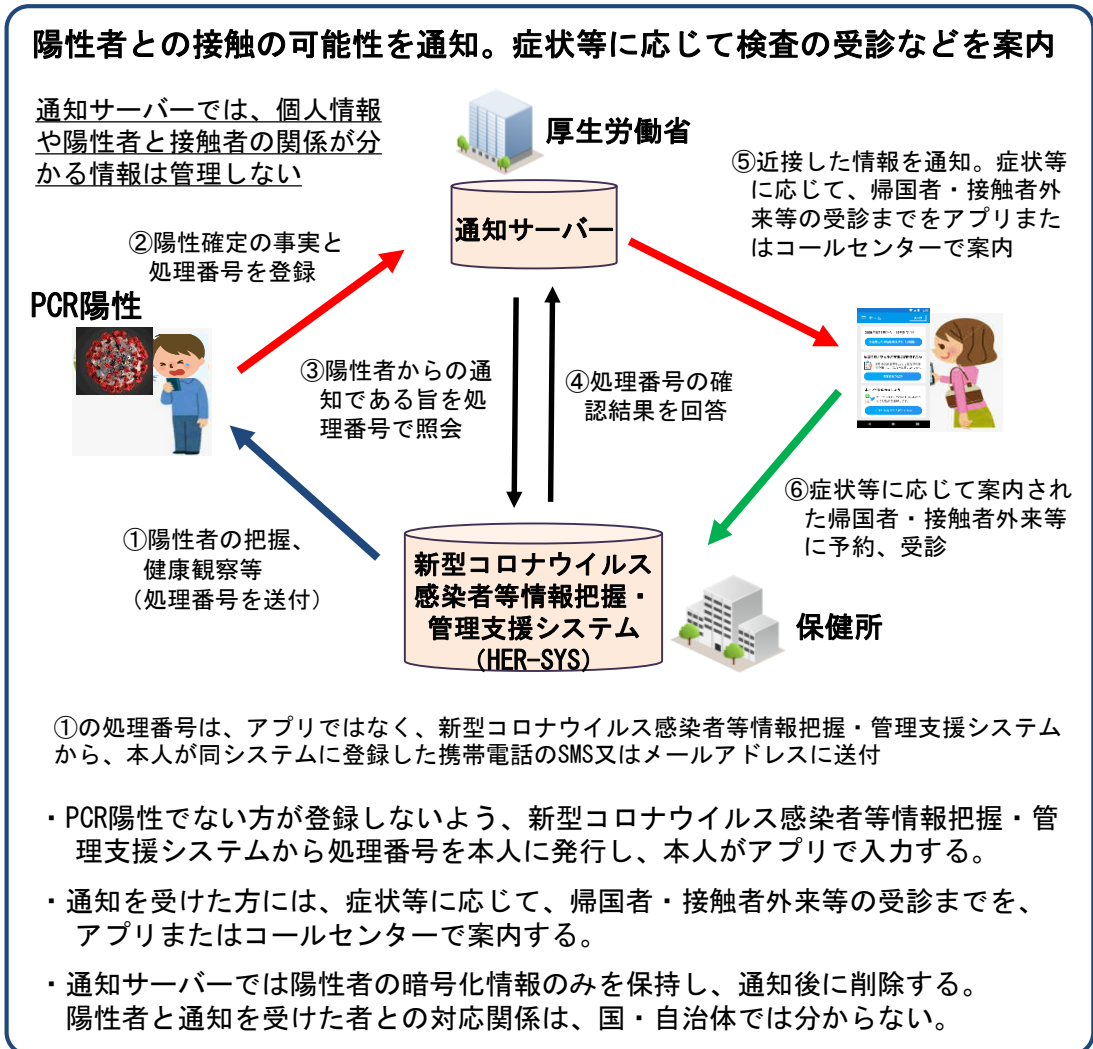 陽性者との接触の可能性を通知。症状等に応じて検査の受診などを案内
通知サーバーでは、個人情報
や陽性者と接触者の関係が分
かる情報は管理しない
厚生労働省
通知サーバー
⑤近接した情報を通知。症状等
に応じて、帰国者・接触者外
来等の受診までをアプリまた
はコールセンターで案内
②陽性確定の事実と
処理番号を登録
PCR陽性
③陽性者からの通
知である旨を処
理番号で照会
④処理番号の確
認結果を回答
⑥症状等に応じて案内され
た帰国者・接触者外来等
に予約、受診
①陽性者の把握、
健康観察等
（処理番号を送付）
新型コロナウイルス
感染者等情報把握・
管理支援システム
(HER-SYS)
保健所
①の処理番号は、アプリではなく、新型コロナウイルス感染者等情報把握・管理支援システム
から、本人が同システムに登録した携帯電話のSMS又はメールアドレスに送付
・PCR陽性でない方が登録しないよう、新型コロナウイルス感染者等情報把握・管
理支援システムから処理番号を本人に発行し、本人がアプリで入力する。
・通知を受けた方には、症状等に応じて、帰国者・接触者外来等の受診までを、
アプリまたはコールセンターで案内する。
・通知サーバーでは陽性者の暗号化情報のみを保持し、通知後に削除する。
陽性者と通知を受けた者との対応関係は、国・自治体では分からない。